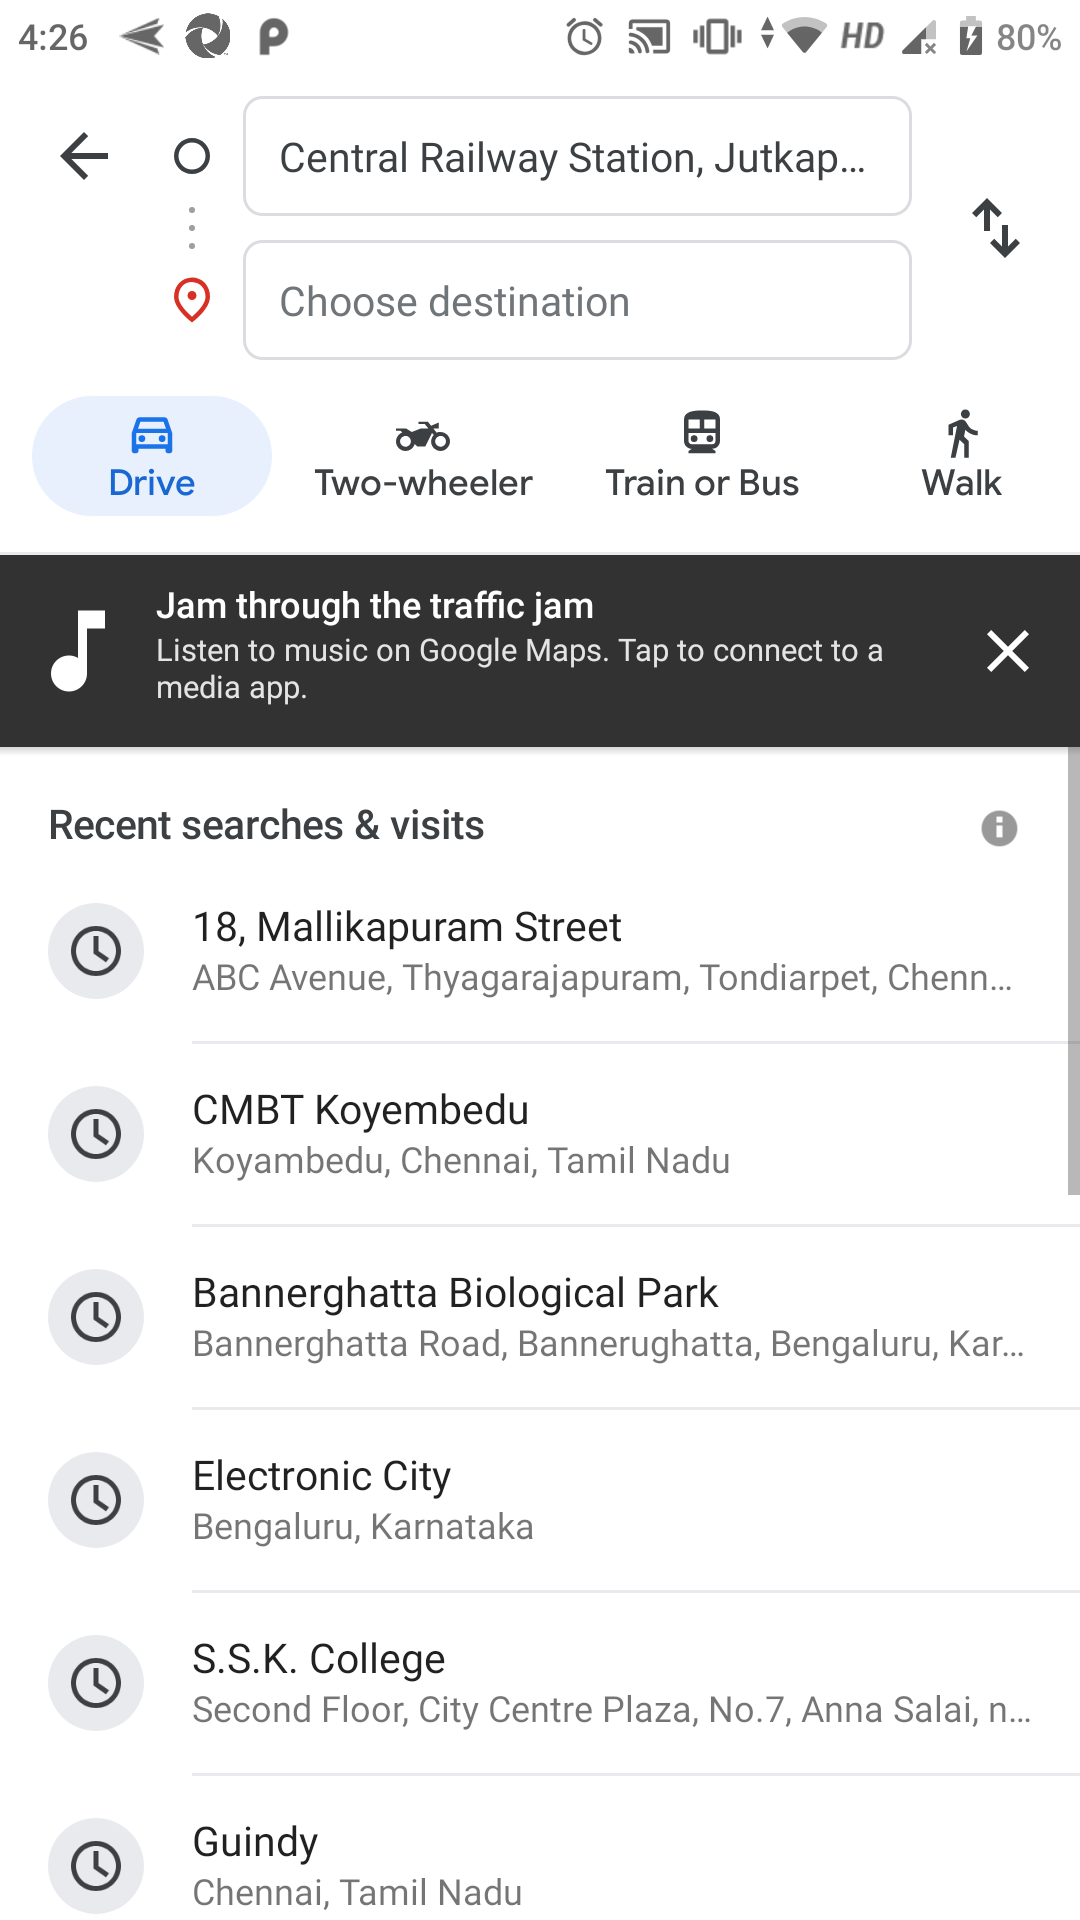 4:26
HD
80%
Central Railway Station, Jutkap...
Choose destination
Drive
Two-wheeler
Train or Bus
Walk
Jam through the traffic jam
Listen to music on Google Maps. Tap to connect to a
media app.
Recent searches & visits
18, Mallikapuram Street
ABC Avenue, Thyagarajapuram, Tondiarpet, Chenn...
CMBT Koyembedu
Koyambedu, Chennai, Tamil Nadu
Bannerghatta Biological Park
Bannerghatta Road, Bannerughatta, Bengaluru, Kar...
Electronic City
Bengaluru, Karnataka
S.S.K. College
Second Floor, City Centre Plaza, No.7, Anna Salai, n...
Guindy
Chennai, Tamil Nadu